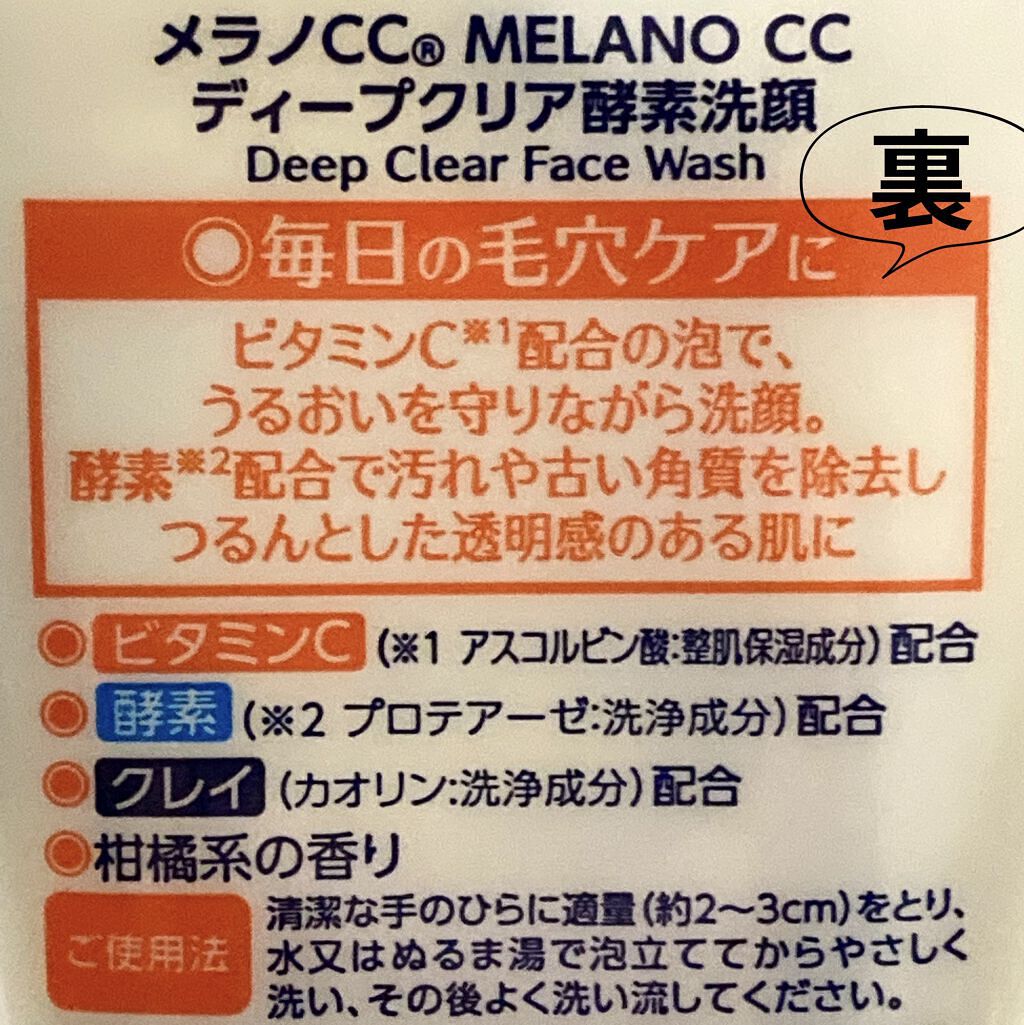 メラノCC® MELANO CC
ディープクリア酵素洗顔
Deep Clear Face Wash
裏
◎毎日の毛穴ケアに
ビタミンC※1配合の泡で、
うるおいを守りながら洗顔。
酵素※2配合で汚れや古い角質を除去し
つるんとした透明感のある肌に
◎ビタミンC(※1 アスコルビン酸:整肌保湿成分)配合
◎酵素(※2 プロテアーゼ:洗浄成分)配合
◎クレイ(カオリン:洗浄成分)配合
◎柑橘系の香り
ご使用法
清潔な手のひらに適量(約2～3cm)をとり、
水又はぬるま湯で泡立ててからやさしく
洗い、その後よく洗い流してください。